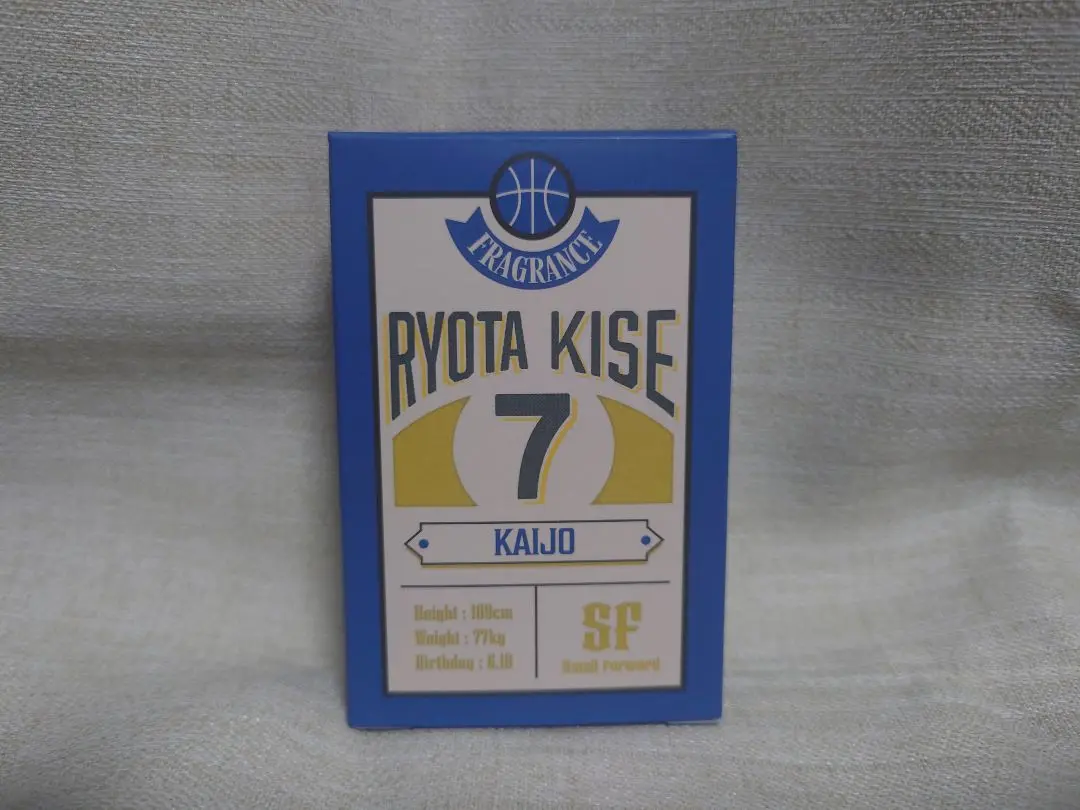 FRAGRANCE
RYOTA KISE
7
KAIJO
Height : 189cm
Weight : 77kg
Birthday : 6.18
SF
Small Forward